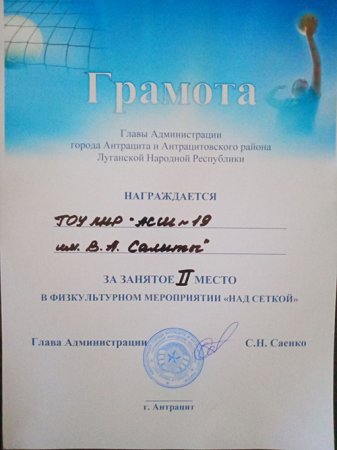 Грамота
Главы Администрации
города Антрацита и Антрацитовского района
Луганской Народной Республики
НАГРАЖДАЕТСЯ
ГОУ ЛНР "АСШ №19
им. В.А. Салиты"
ЗА ЗАНЯТОЕ II МЕСТО
В ФИЗКУЛЬТУРНОМ МЕРОПРИЯТИИ «НАД СЕТКОЙ»
Глава Администрации С.Н. Саенко
г. Антрацит